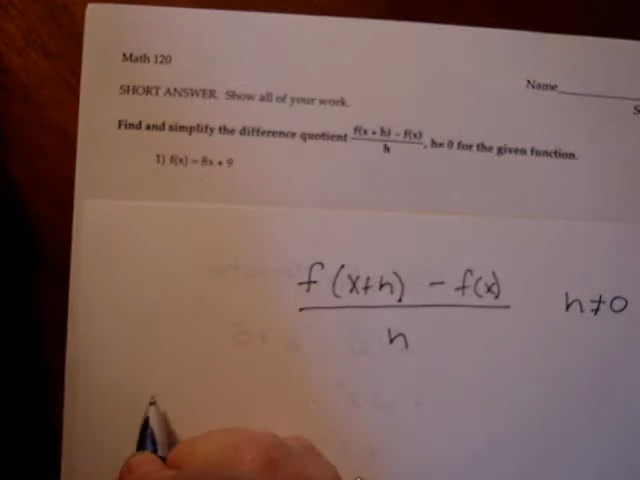 Math 120
Name
SHORT ANSWER. Show all of your work.
Find and simplify the difference quotient f(x + h) - f(x) / h , h≠ 0 for the given function.
1) f(x) = 8x + 9
f(x+h) - f(x)
h
h≠0